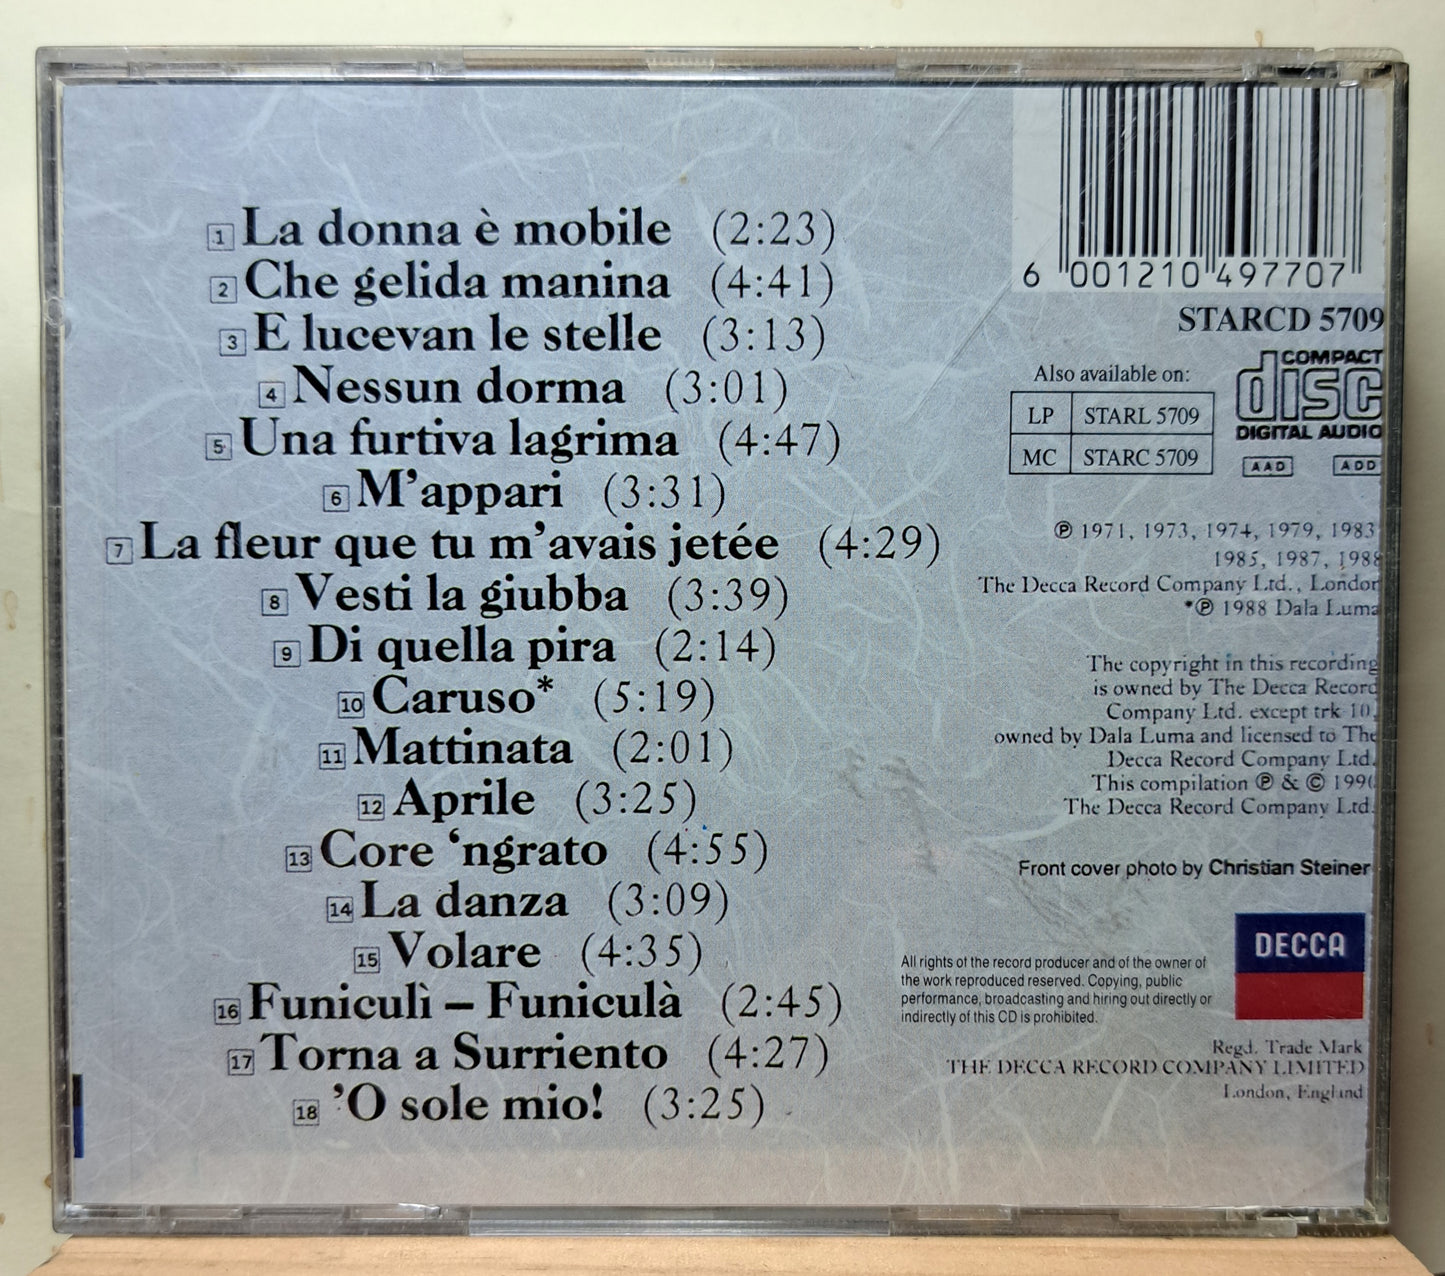 1 La donna è mobile (2:23)
2 Che gelida manina (4:41)
3 E lucevan le stelle (3:13)
4 Nessun dorma (3:01)
5 Una furtiva lagrima (4:47)
6 M'appari (3:31)
7 La fleur que tu m'avais jetée (4:29)
8 Vesti la giubba (3:39)
9 Di quella pira (2:14)
10 Caruso* (5:19)
11 Mattinata (2:01)
12 Aprile (3:25)
13 Core ‘ngrato (4:55)
14 La danza (3:09)
15 Volare (4:35)
16 Funiculì – Funiculà (2:45)
17 Torna a Surriento (4:27)
18 ’O sole mio! (3:25)
6 001210 497707
STARCD 5709
Also available on:
LP STARL 5709
MC STARC 5709
COMPACT
disc
DIGITAL AUDIO
AAD ADD
℗ 1971, 1973, 1974, 1979, 1983
1985, 1987, 1988
The Decca Record Company Ltd., London
*℗ 1988 Dala Luma
The copyright in this recording
is owned by The Decca Record
Company Ltd. except trk 10,
owned by Dala Luma and licensed to The
Decca Record Company Ltd.
This compilation ℗ & © 1990
The Decca Record Company Ltd.
Front cover photo by Christian Steiner
DECCA
All rights of the record producer and of the owner of
the work reproduced reserved. Copying, public
performance, broadcasting and hiring out directly or
indirectly of this CD is prohibited.
Regd. Trade Mark
THE DECCA RECORD COMPANY LIMITED
London, England